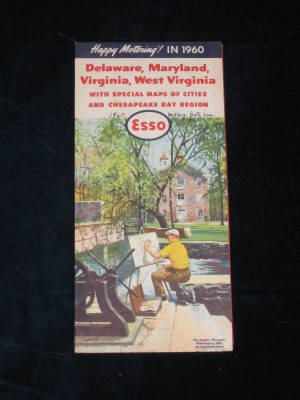 Happy Motoring! IN 1960
Delaware, Maryland,
Virginia, West Virginia
WITH SPECIAL MAPS OF CITIES
AND CHESAPEAKE BAY REGION
Esso